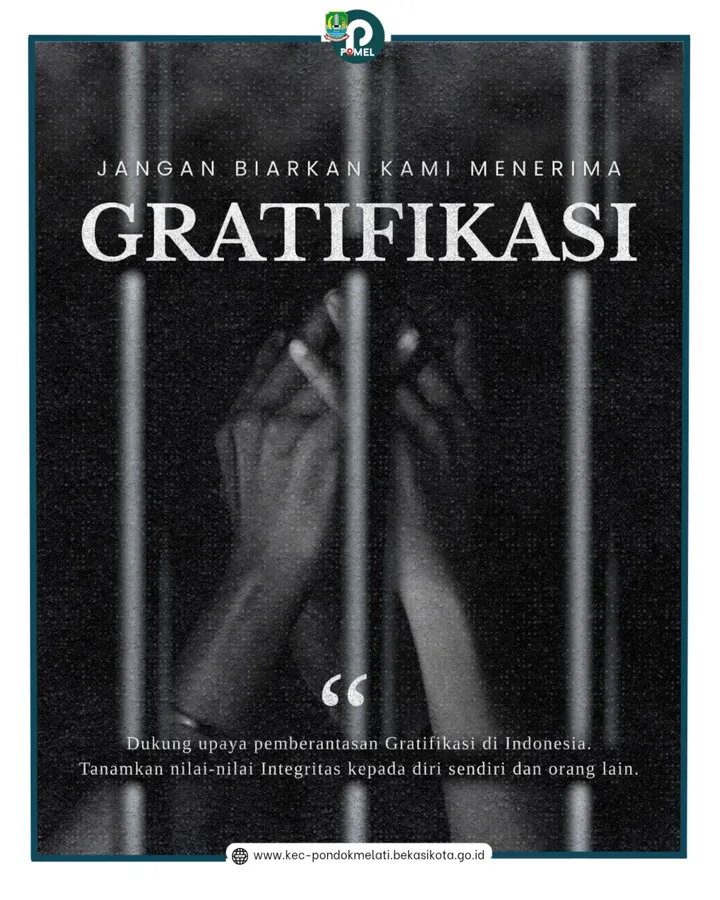 POMEL
JANGAN BIARKAN KAMI MENERIMA
GRATIFIKASI
“
Dukung upaya pemberantasan Gratifikasi di Indonesia.
Tanamkan nilai-nilai Integritas kepada diri sendiri dan orang lain.
www.kec-pondokmelati.bekasikota.go.id